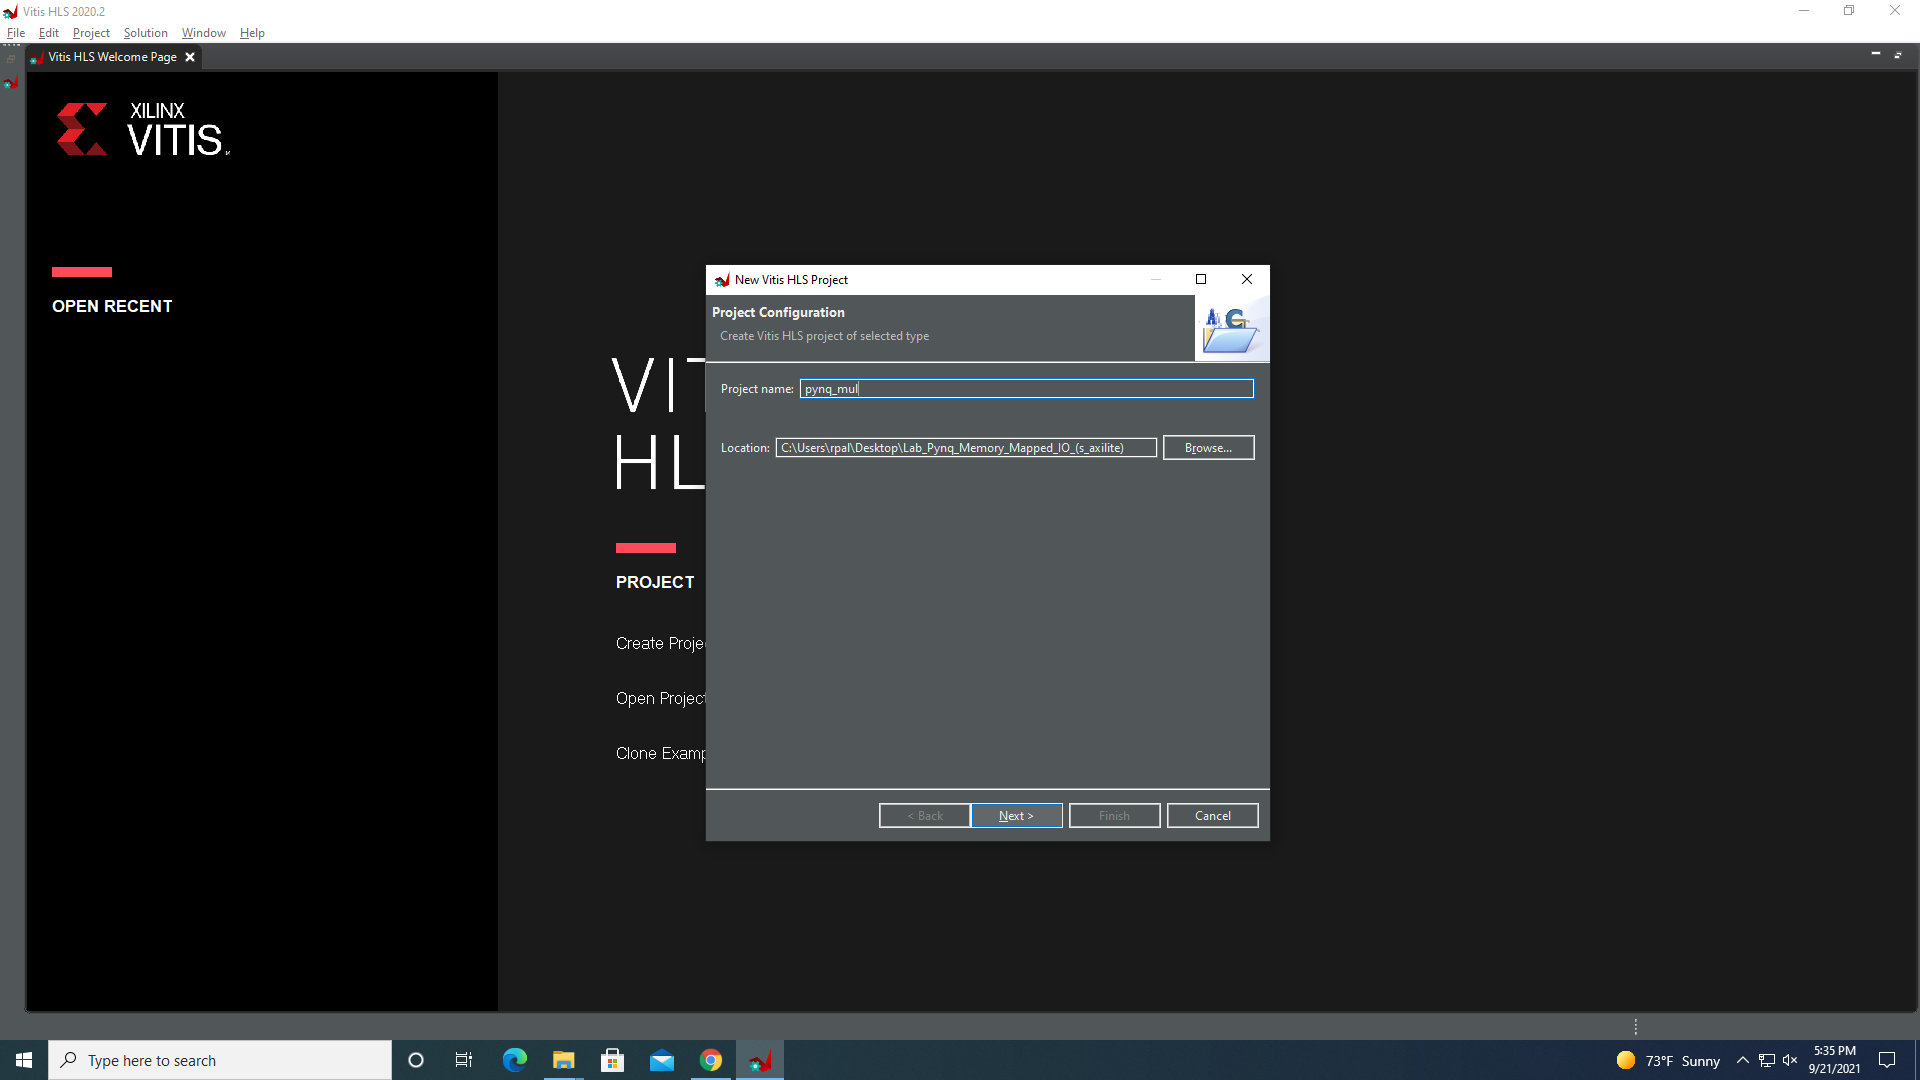 Vitis HLS 2020.2
File Edit Project Solution Window Help
Vitis HLS Welcome Page
XILINX
VITIS
OPEN RECENT
HL
PROJECT
Create Proje
Open Project
Clone Examp
New Vitis HLS Project
Project Configuration
Create Vitis HLS project of selected type
Project name: pynq_mul
Location: C:\Users\rpal\Desktop\Lab_Pynq_Memory_Mapped_IO_(s_axilite) Browse...
< Back Next > Finish Cancel
Type here to search
73°F Sunny
5:35 PM
9/21/2021